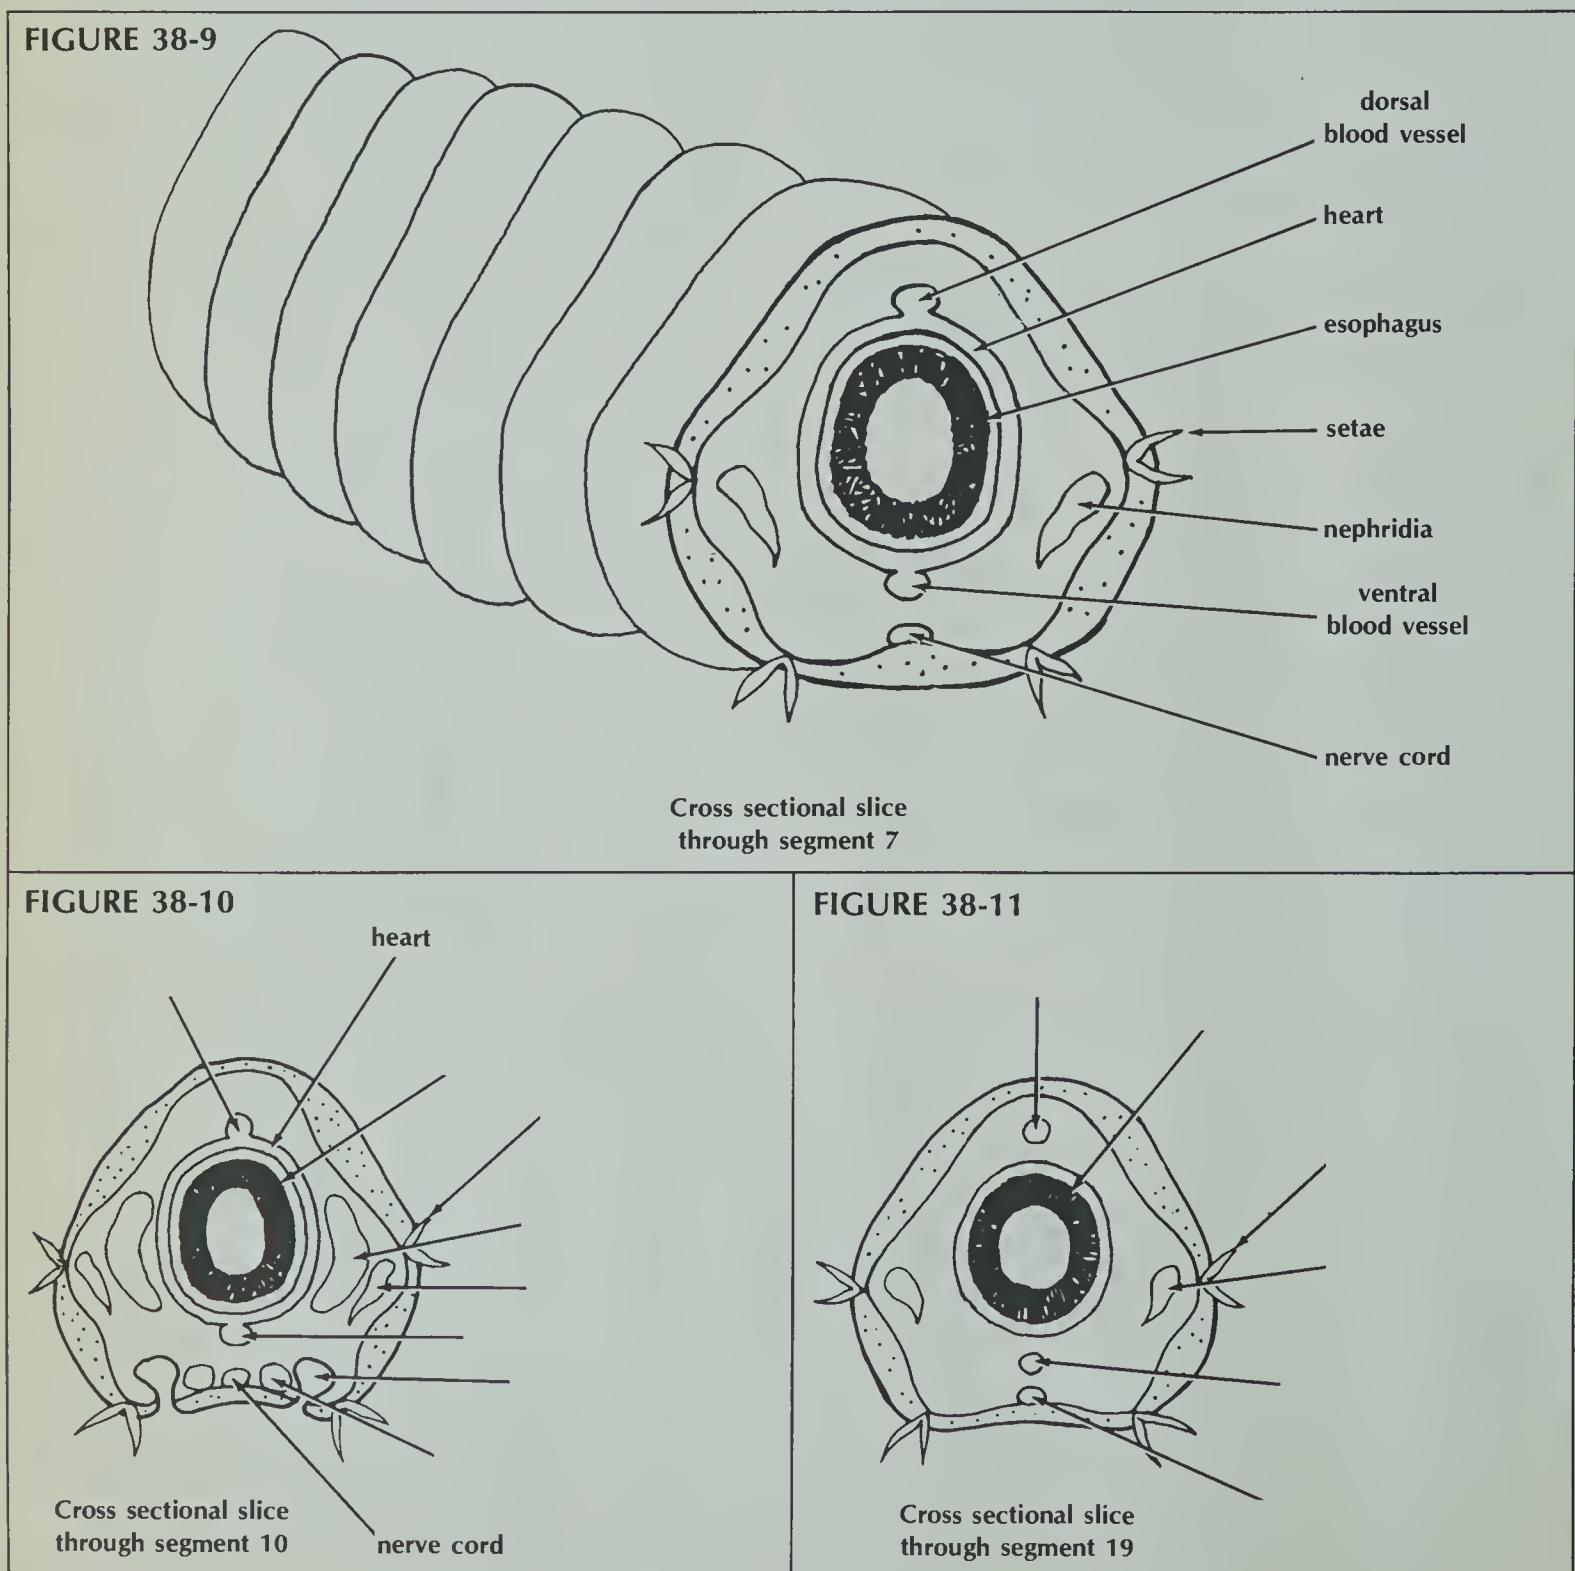 FIGURE 38-9
dorsal
blood vessel
heart
esophagus
setae
nephridia
ventral
blood vessel
nerve cord
Cross sectional slice
through segment 7
FIGURE 38-10
heart
Cross sectional slice
through segment 10
nerve cord
FIGURE 38-11
Cross sectional slice
through segment 19